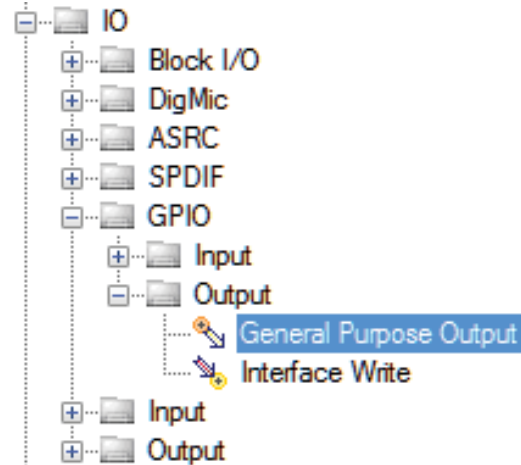 IO
Block I/O
DigMic
ASRC
SPDIF
GPIO
Input
Output
General Purpose Output
Interface Write
Input
Output